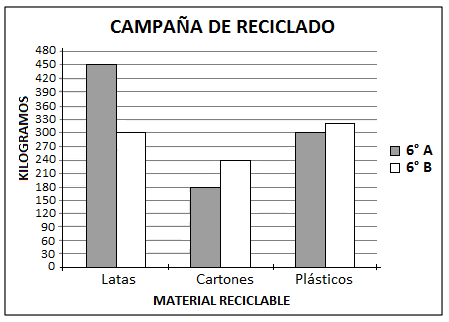 CAMPAÑA DE RECICLADO
KILOGRAMOS
480
450
420
390
360
330
300
270
240
210
180
150
120
90
60
30
0
Latas
Cartones
Plásticos
MATERIAL RECICLABLE
6° A
6° B